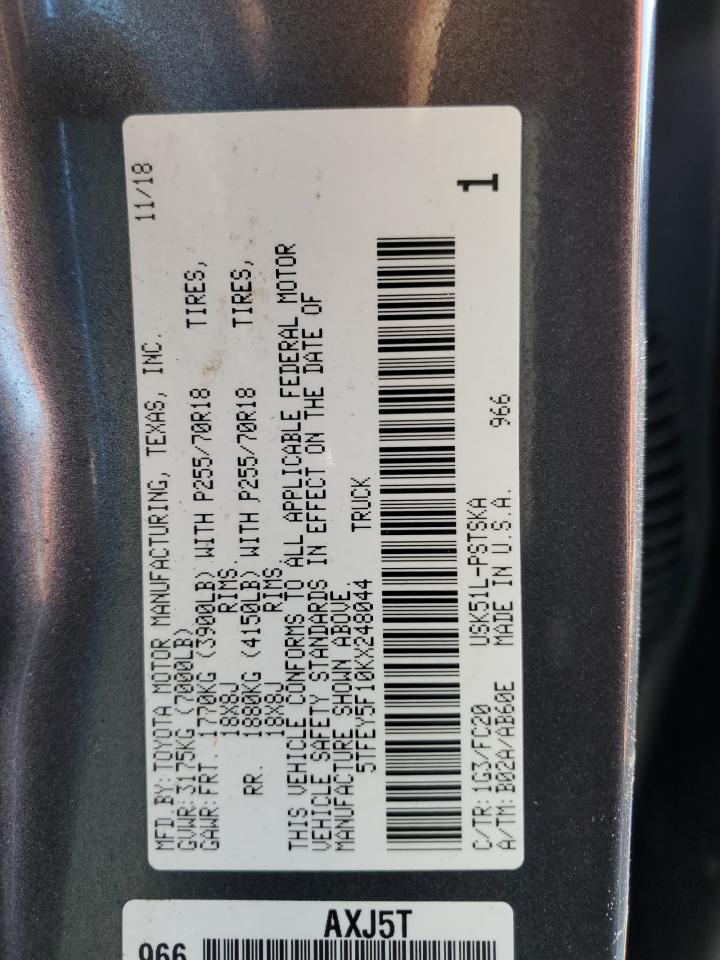 MFD BY: TOYOTA MOTOR MANUFACTURING, TEXAS, INC. 11/18
GVWR: 3175KG (7000LB)
GAWR: FRT. 1770KG (3900LB) WITH P255/70R18 TIRES,
18X8J RIMS,
RR. 1880KG (4150LB) WITH P255/70R18 TIRES,
18X8J RIMS.
THIS VEHICLE CONFORMS TO ALL APPLICABLE FEDERAL MOTOR
VEHICLE SAFETY STANDARDS IN EFFECT ON THE DATE OF
MANUFACTURE SHOWN ABOVE.
5TFEY5F10KX248044 TRUCK
1
C/TR: 1G3/FC20 USK51L-PSTSKA 966
A/TM: B02A/AB60E MADE IN U.S.A.
AXJ5T
966